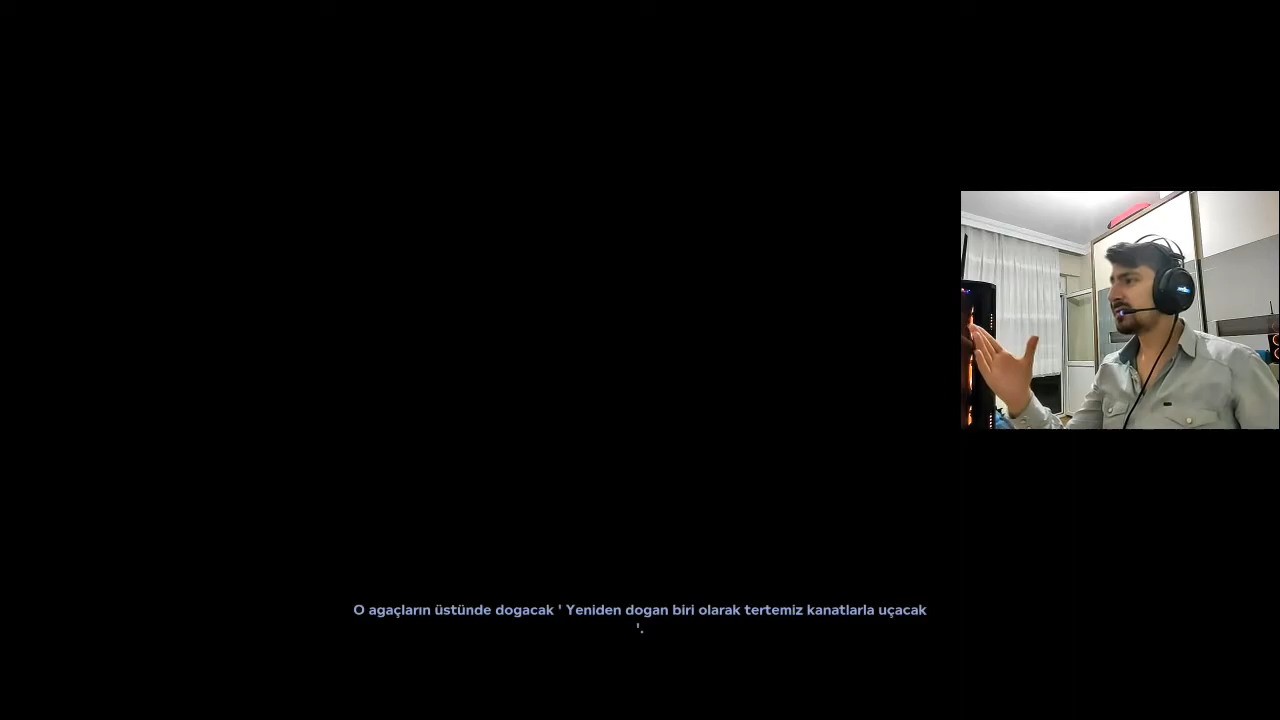 O agaçların üstünde dogacak ' Yeniden dogan biri olarak tertemiz kanatlarla uçacak
'.